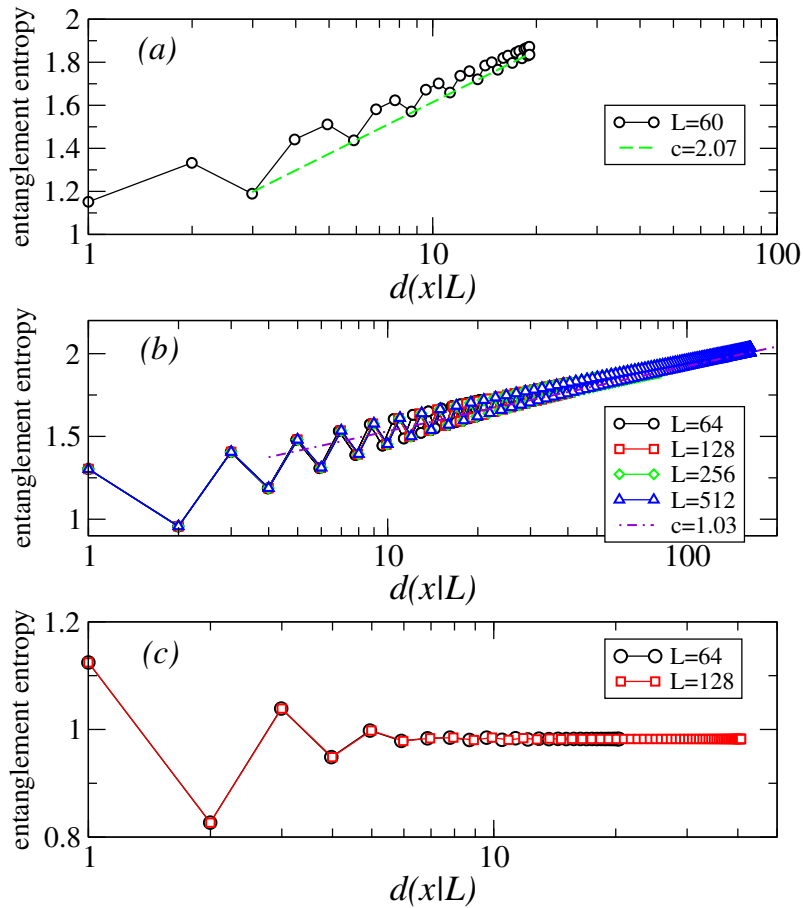 (a)
entanglement entropy
2
1.8
1.6
1.4
1.2
1
L=60
c=2.07
1 10 100
d(x|L)
(b)
entanglement entropy
2
1.5
1
L=64
L=128
L=256
L=512
c=1.03
1 10 100
d(x|L)
(c)
entanglement entropy
1.2
1
0.8
L=64
L=128
1 10
d(x|L)